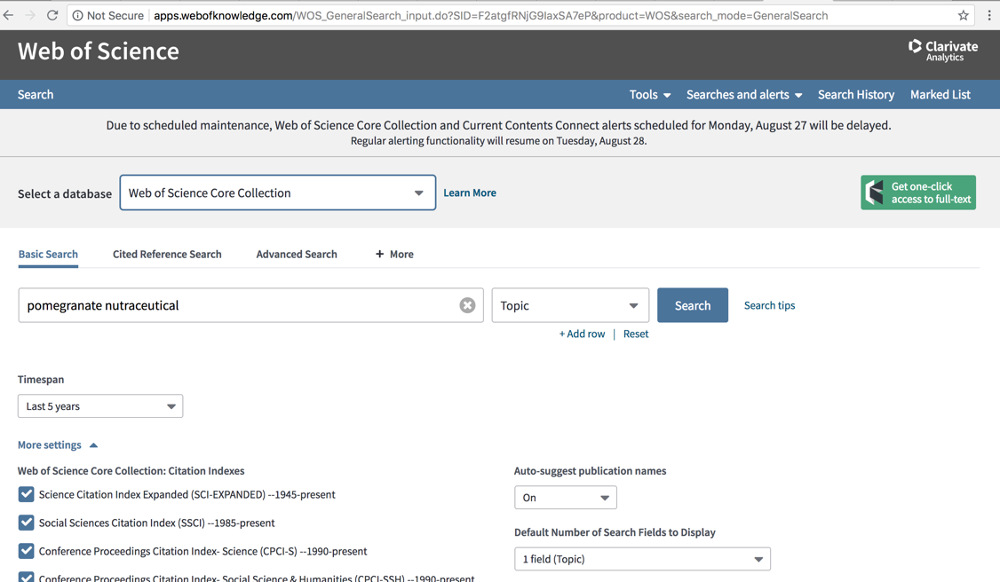 Not Secure apps.webofknowledge.com/WOS_GeneralSearch_input.do?SID=F2atgfRNjG9IaxSA7eP&product=WOS&search_mode=GeneralSearch
Web of Science
Clarivate
Analytics
Search Tools Searches and alerts Search History Marked List
Due to scheduled maintenance, Web of Science Core Collection and Current Contents Connect alerts scheduled for Monday, August 27 will be delayed.
Regular alerting functionality will resume on Tuesday, August 28.
Select a database Web of Science Core Collection Learn More
Get one-click
access to full-text
Basic Search Cited Reference Search Advanced Search + More
pomegranate nutraceutical Topic Search Search tips
+ Add row | Reset
Timespan
Last 5 years
More settings
Web of Science Core Collection: Citation Indexes
Science Citation Index Expanded (SCI-EXPANDED) --1945-present
Social Sciences Citation Index (SSCI) --1985-present
Conference Proceedings Citation Index- Science (CPCI-S) --1990-present
Conference Proceedings Citation Index- Social Science & Humanities (CPCI-SSH) --1990-present
Auto-suggest publication names
On
Default Number of Search Fields to Display
1 field (Topic)